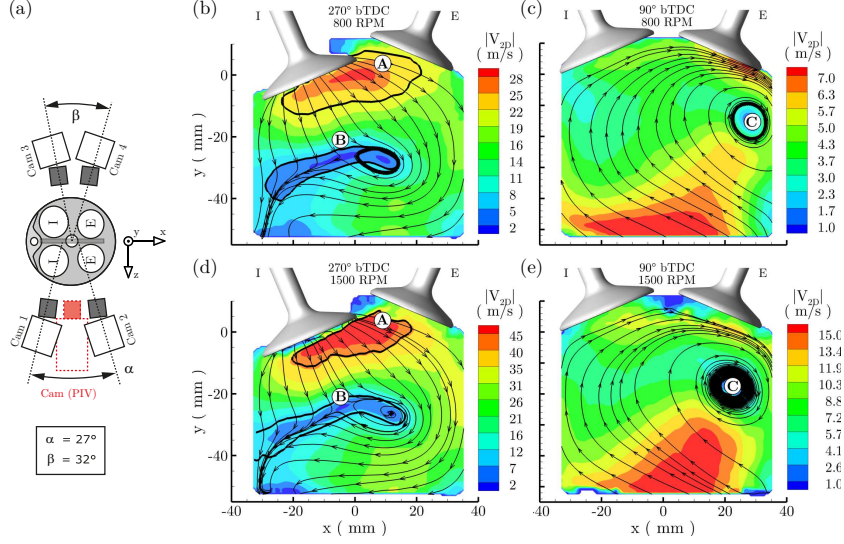 (a)
β
Cam 3
Cam 4
I
E
I
E
y
x
z
Cam 1
Cam 2
Cam (PIV)
α
α = 27°
β = 32°
(b)
I
270° bTDC
800 RPM
E
|V2D|
m/s
28
25
22
18
14
11
8
5
2
A
B
y ( mm )
0
-20
-40
(c)
I
90° bTDC
800 RPM
E
|V2D|
( m/s )
7.0
6.3
5.7
5.0
4.3
3.7
3.1
2.3
1.7
1.0
C
(d)
I
270° bTDC
1500 RPM
E
|V2D|
m/s
45
40
35
31
26
21
16
12
7
2
A
B
y ( mm )
0
-20
-40
-40
-20
0
20
40
x ( mm )
(e)
I
90° bTDC
1500 RPM
E
|V2D|
( m/s )
15.0
13.4
11.9
10.3
8.8
7.2
5.7
4.1
2.6
1.0
C
-40
-20
0
20
x ( mm )